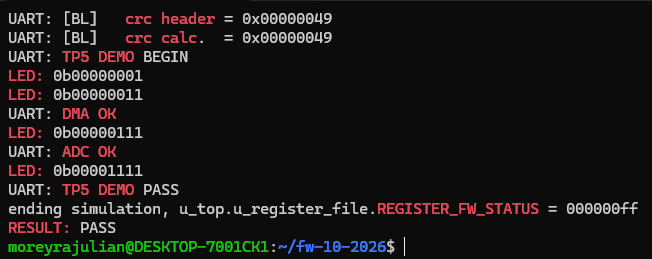 UART: [BL]   crc header = 0x00000049
UART: [BL]   crc calc.  = 0x00000049
UART: TP5 DEMO BEGIN
LED: 0b00000001
LED: 0b00000011
UART: DMA OK
LED: 0b00000111
UART: ADC OK
LED: 0b00001111
UART: TP5 DEMO PASS
ending simulation, u_top.u_register_file.REGISTER_FW_STATUS = 000000ff
RESULT: PASS
moreyrajulian@DESKTOP-7001CK1:~/fw-10-2026$